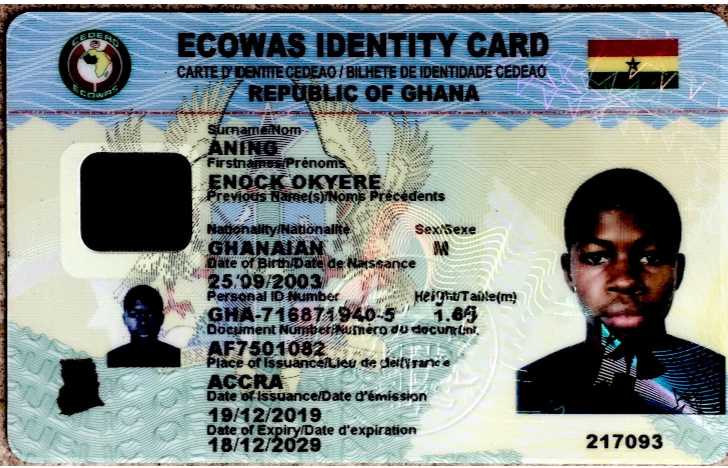 CEDEAO
ECOWAS
ECOWAS IDENTITY CARD
CARTE D'IDENTITE CEDEAO / BILHETE DE IDENTIDADE CEDEAO
REPUBLIC OF GHANA
Surname/Nom
ANING
Firstnames/Prénoms
ENOCK OKYERE
Previous Name(s)/Noms Précédents
Nationality/Nationalité Sex/Sexe
GHANAIAN M
Date of Birth/Date de Naissance
25/09/2003
Personal ID Number Height/Taille(m)
GHA-716871940-5
Document Number/Numéro du document
AF7501082
Place of Issuance/Lieu de délivrance
ACCRA
Date of Issuance/Date d'émission
19/12/2019
Date of Expiry/Date d'expiration
18/12/2029
217093